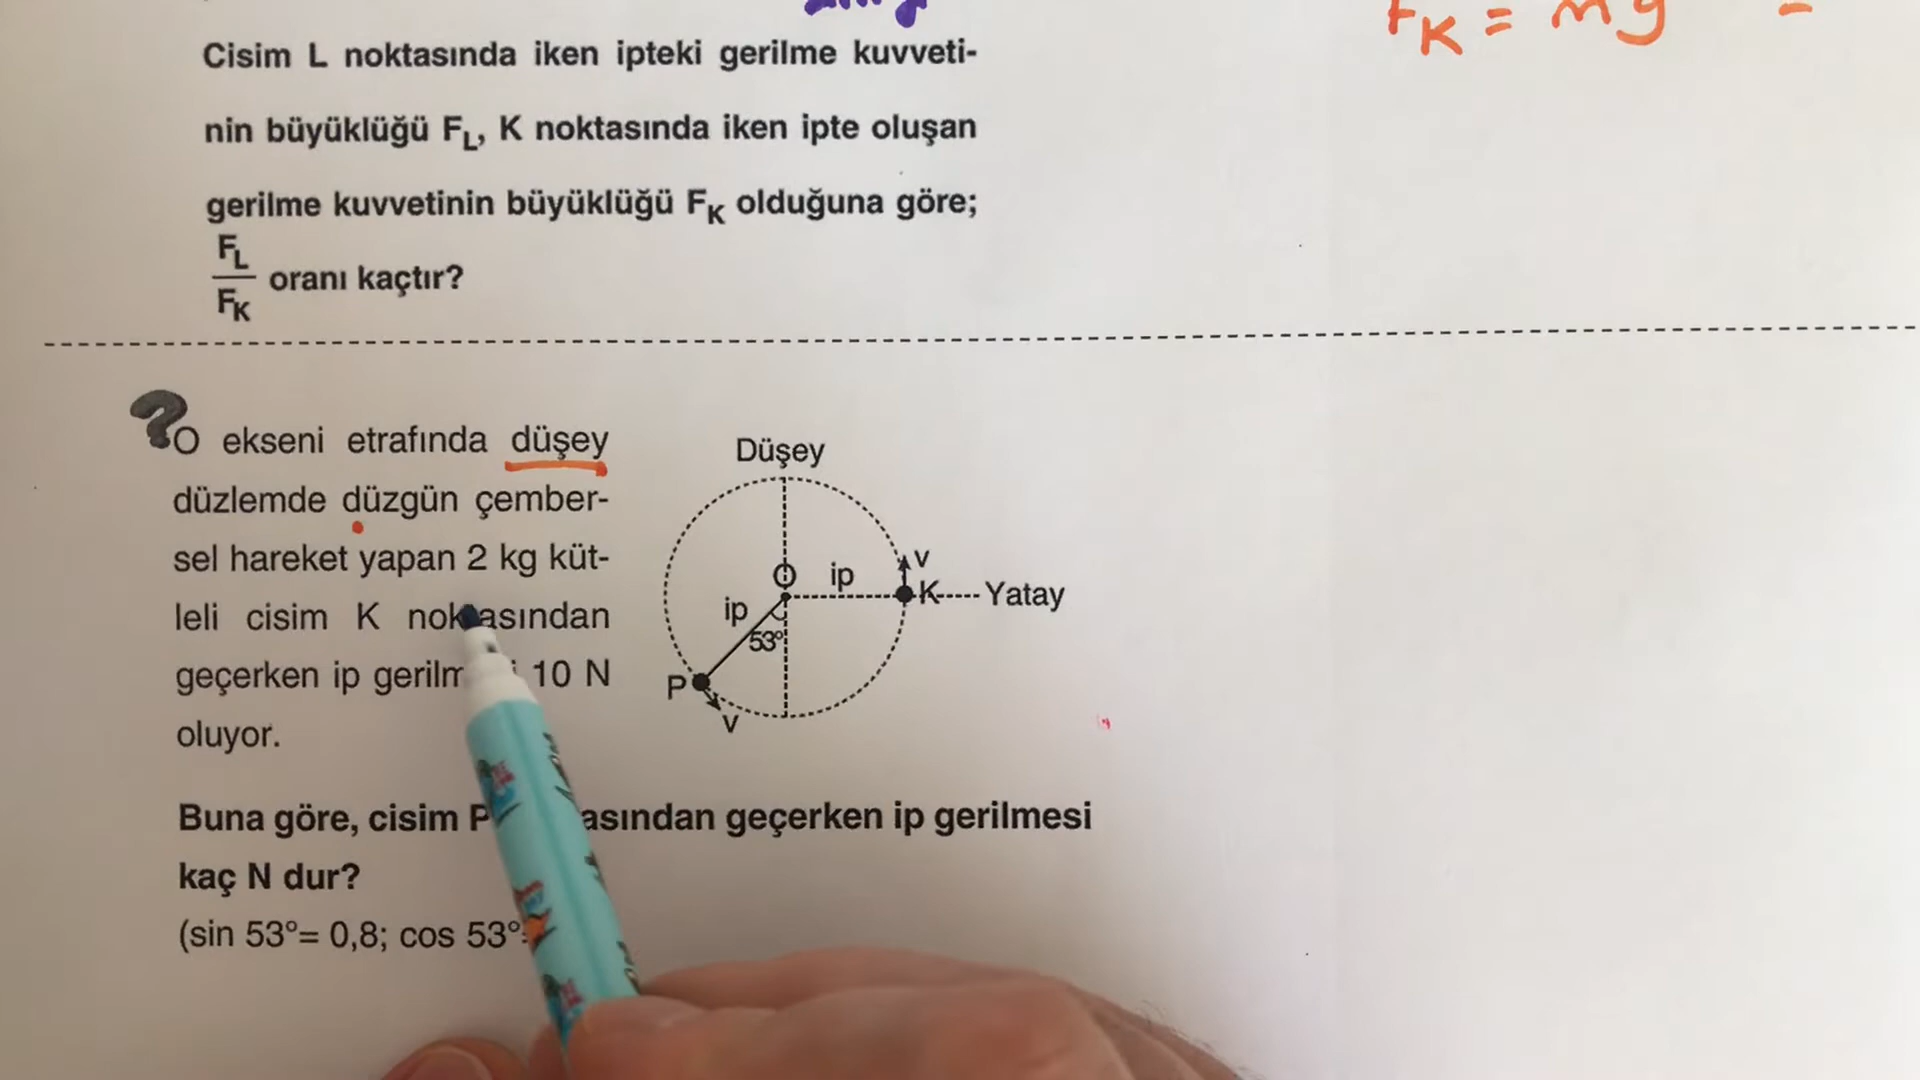 F_K = mg -
Cisim L noktasında iken ipteki gerilme kuvveti-
nin büyüklüğü F_L, K noktasında iken ipte oluşan
gerilme kuvvetinin büyüklüğü F_K olduğuna göre;
F_L
F_K
oranı kaçtır?
?
O ekseni etrafında düşey
düzlemde düzgün çember-
sel hareket yapan 2 kg küt-
leli cisim K noktasından
geçerken ip 10 N
oluyor.
Düşey
O
ip
v
K
Yatay
ip
53°
P
v
Buna göre, cisim P geçerken ip gerilmesi
kaç N dur?
(sin 53°= 0,8; cos 53°